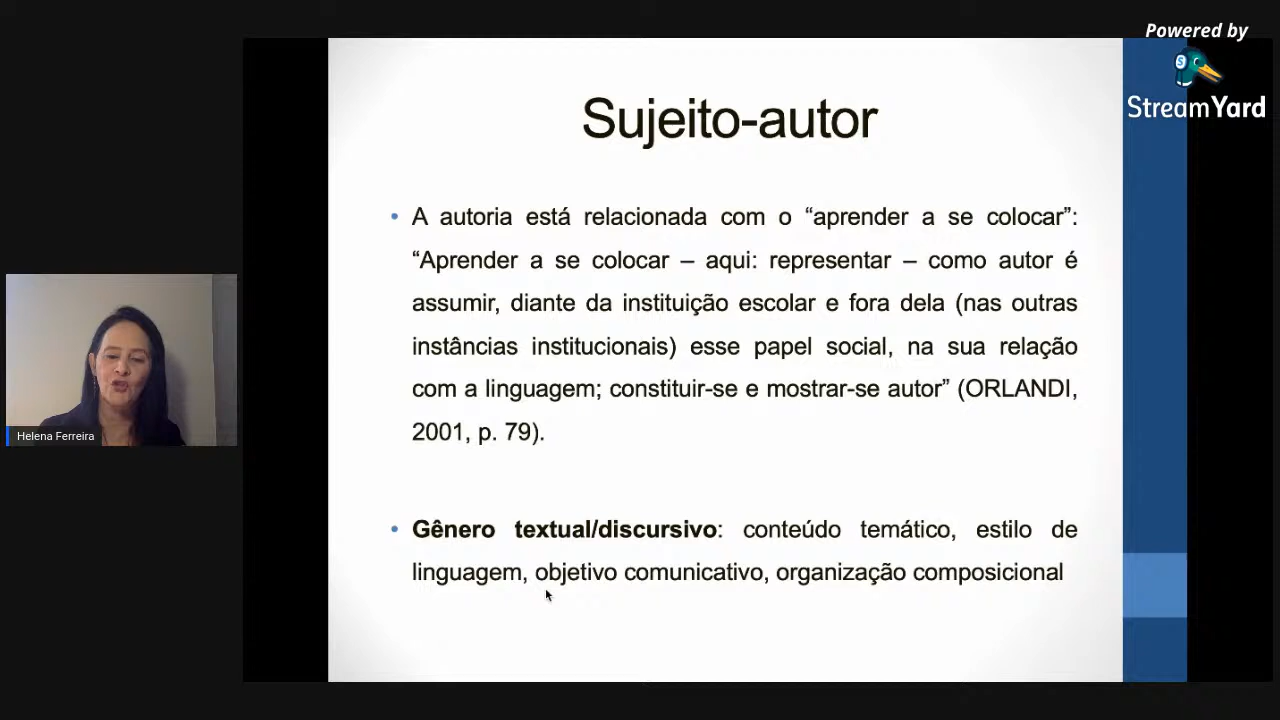 Powered by
StreamYard
Sujeito-autor
• A autoria está relacionada com o “aprender a se colocar”:
“Aprender a se colocar – aqui: representar – como autor é
assumir, diante da instituição escolar e fora dela (nas outras
instâncias institucionais) esse papel social, na sua relação
com a linguagem; constituir-se e mostrar-se autor” (ORLANDI,
2001, p. 79).
• Gênero textual/discursivo: conteúdo temático, estilo de
linguagem, objetivo comunicativo, organização composicional
Helena Ferreira